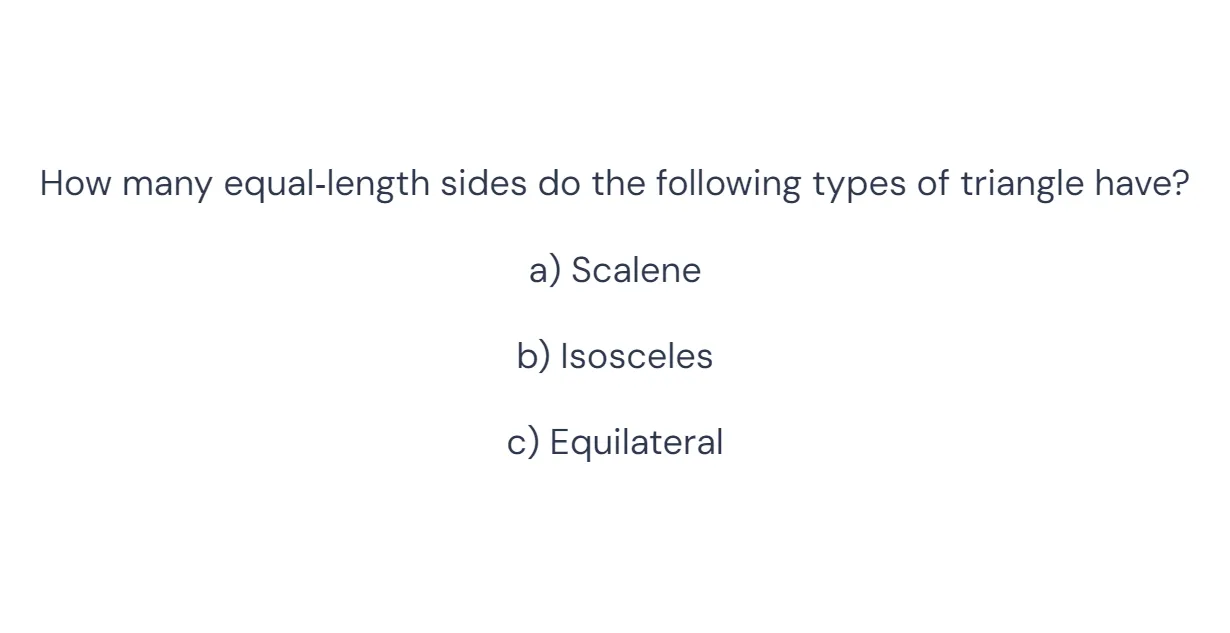 How many equal-length sides do the following types of triangle have?
a) Scalene
b) Isosceles
c) Equilateral